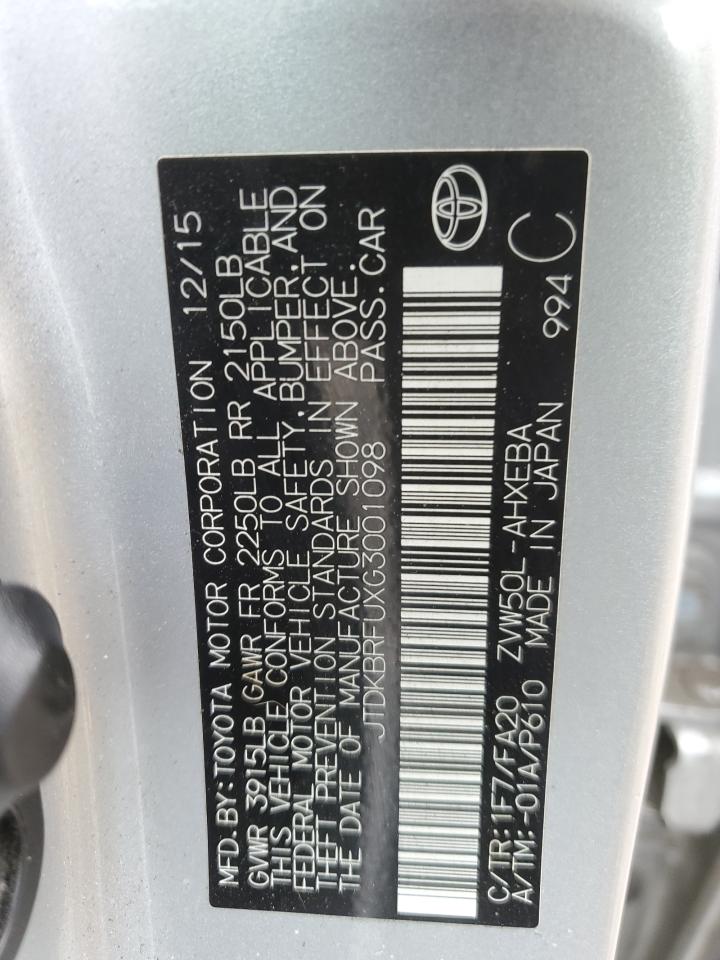 MFD.BY:TOYOTA MOTOR CORPORATION 12/15
GVWR 3915LB GAWR FR 2250LB RR 2150LB
THIS VEHICLE CONFORMS TO ALL APPLICABLE
FEDERAL MOTOR VEHICLE SAFETY,BUMPER,AND
THEFT PREVENTION STANDARDS IN EFFECT ON
THE DATE OF MANUFACTURE SHOWN ABOVE.
JTDKBRFUXG3001098 PASS.CAR
C/TR:1F7/FA20 ZVW50L-AHXEBA
A/TM:-01A/P610 MADE IN JAPAN 994 C